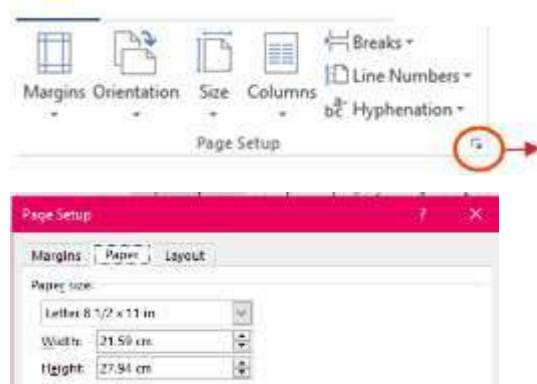 Breaks
Line Numbers
Margins Orientation Size Columns
bc Hyphenation
Page Setup
Page Setup ? ×
Margins Paper Layout
Paper size:
Letter 8 1/2 x 11 in
Width: 21.59 cm
Height: 27.94 cm